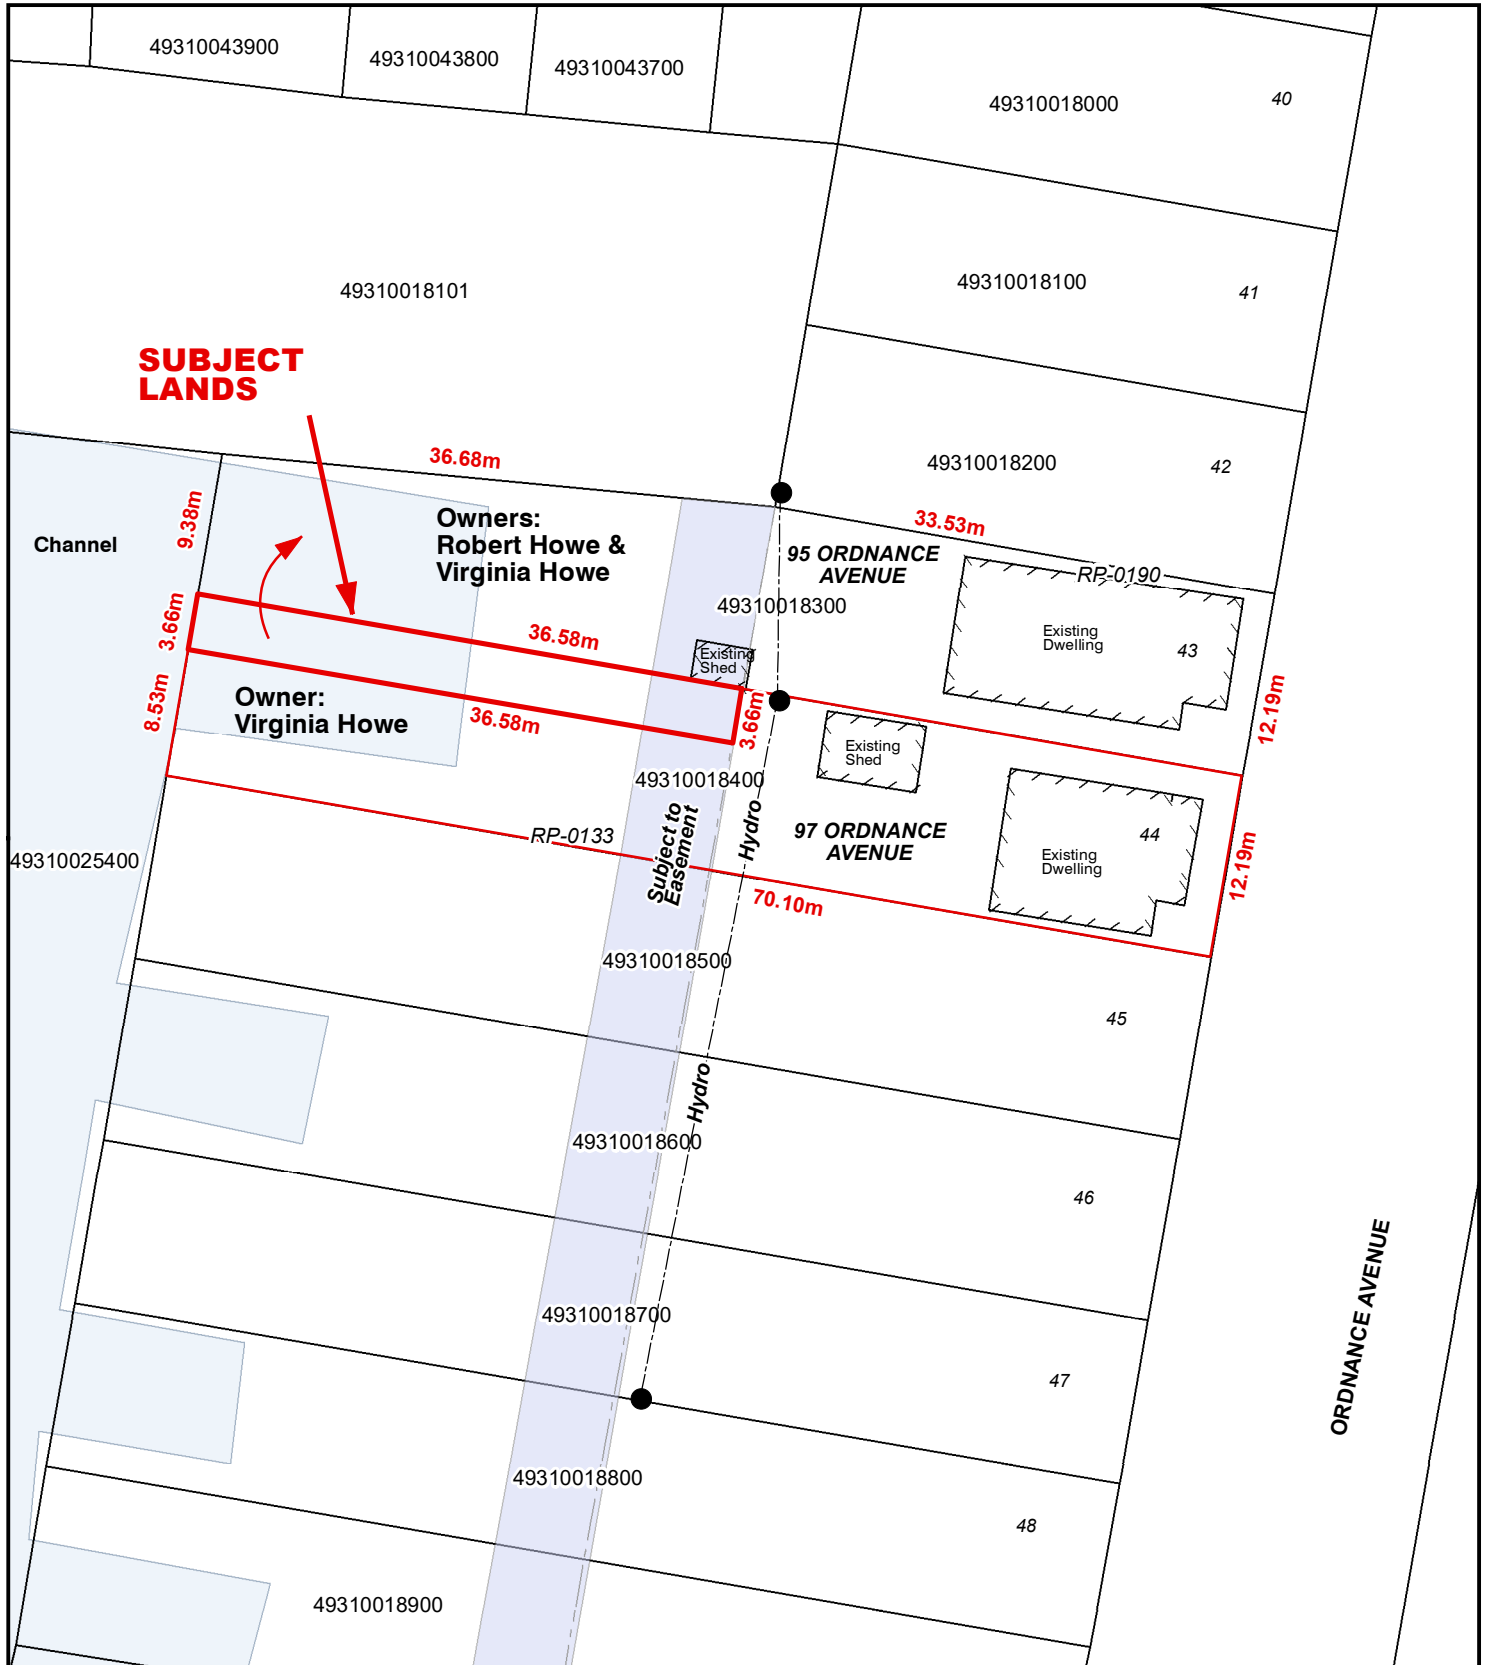 49310043900
49310043800
49310043700
49310018000
40
49310018101
49310018100
41
SUBJECT
LANDS
36.68m
49310018200
42
9.38m
Channel
Owners:
Robert Howe &
Virginia Howe
33.53m
95 ORDNANCE
AVENUE
RP-0190
49310018300
3.66m
36.58m
Existing
Shed
Existing
Dwelling
43
8.53m
Owner:
Virginia Howe
36.58m
3.66m
12.19m
Existing
Shed
49310018400
Subject to
Easement
Hydro
97 ORDNANCE
AVENUE
44
Existing
Dwelling
12.19m
RP-0133
49310025400
70.10m
49310018500
45
Hydro
49310018600
46
ORDNANCE AVENUE
49310018700
47
49310018800
48
49310018900